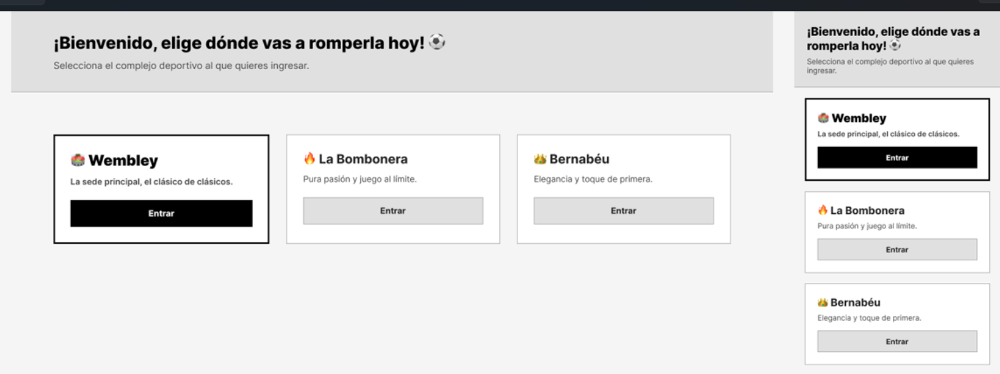 ¡Bienvenido, elige dónde vas a romperla hoy! ⚽
Selecciona el complejo deportivo al que quieres ingresar.
🏟️ Wembley
La sede principal, el clásico de clásicos.
Entrar
🔥 La Bombonera
Pura pasión y juego al límite.
Entrar
👑 Bernabéu
Elegancia y toque de primera.
Entrar
¡Bienvenido, elige dónde vas a
romperla hoy! ⚽
Selecciona el complejo deportivo al que quieres
ingresar.
🏟️ Wembley
La sede principal, el clásico de clásicos.
Entrar
🔥 La Bombonera
Pura pasión y juego al límite.
Entrar
👑 Bernabéu
Elegancia y toque de primera.
Entrar